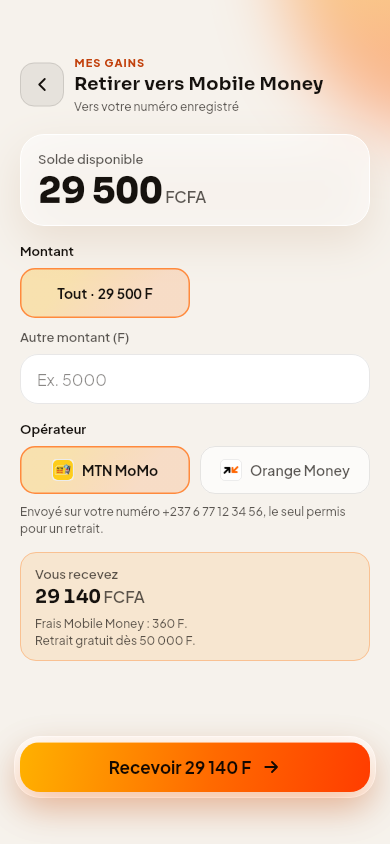 MES GAINS
Retirer vers Mobile Money
Vers votre numéro enregistré
Solde disponible
29 500 FCFA
Montant
Tout · 29 500 F
Autre montant (F)
Ex. 5000
Opérateur
MTN MoMo
Orange Money
Envoyé sur votre numéro +237 6 77 12 34 56, le seul permis
pour un retrait.
Vous recevez
29 140 FCFA
Frais Mobile Money : 360 F.
Retrait gratuit dès 50 000 F.
Recevoir 29 140 F →